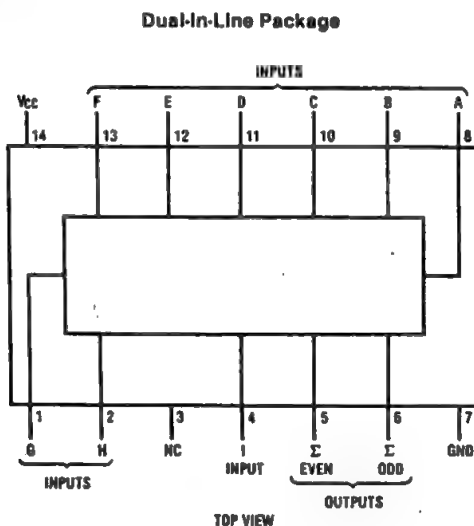 Dual-In-Line Package
INPUTS
VCC F E D C B A
14 13 12 11 10 9 8
1 2 3 4 5 6 7
G H NC I Σ Σ GND
INPUT EVEN ODD
INPUTS OUTPUTS
TOP VIEW